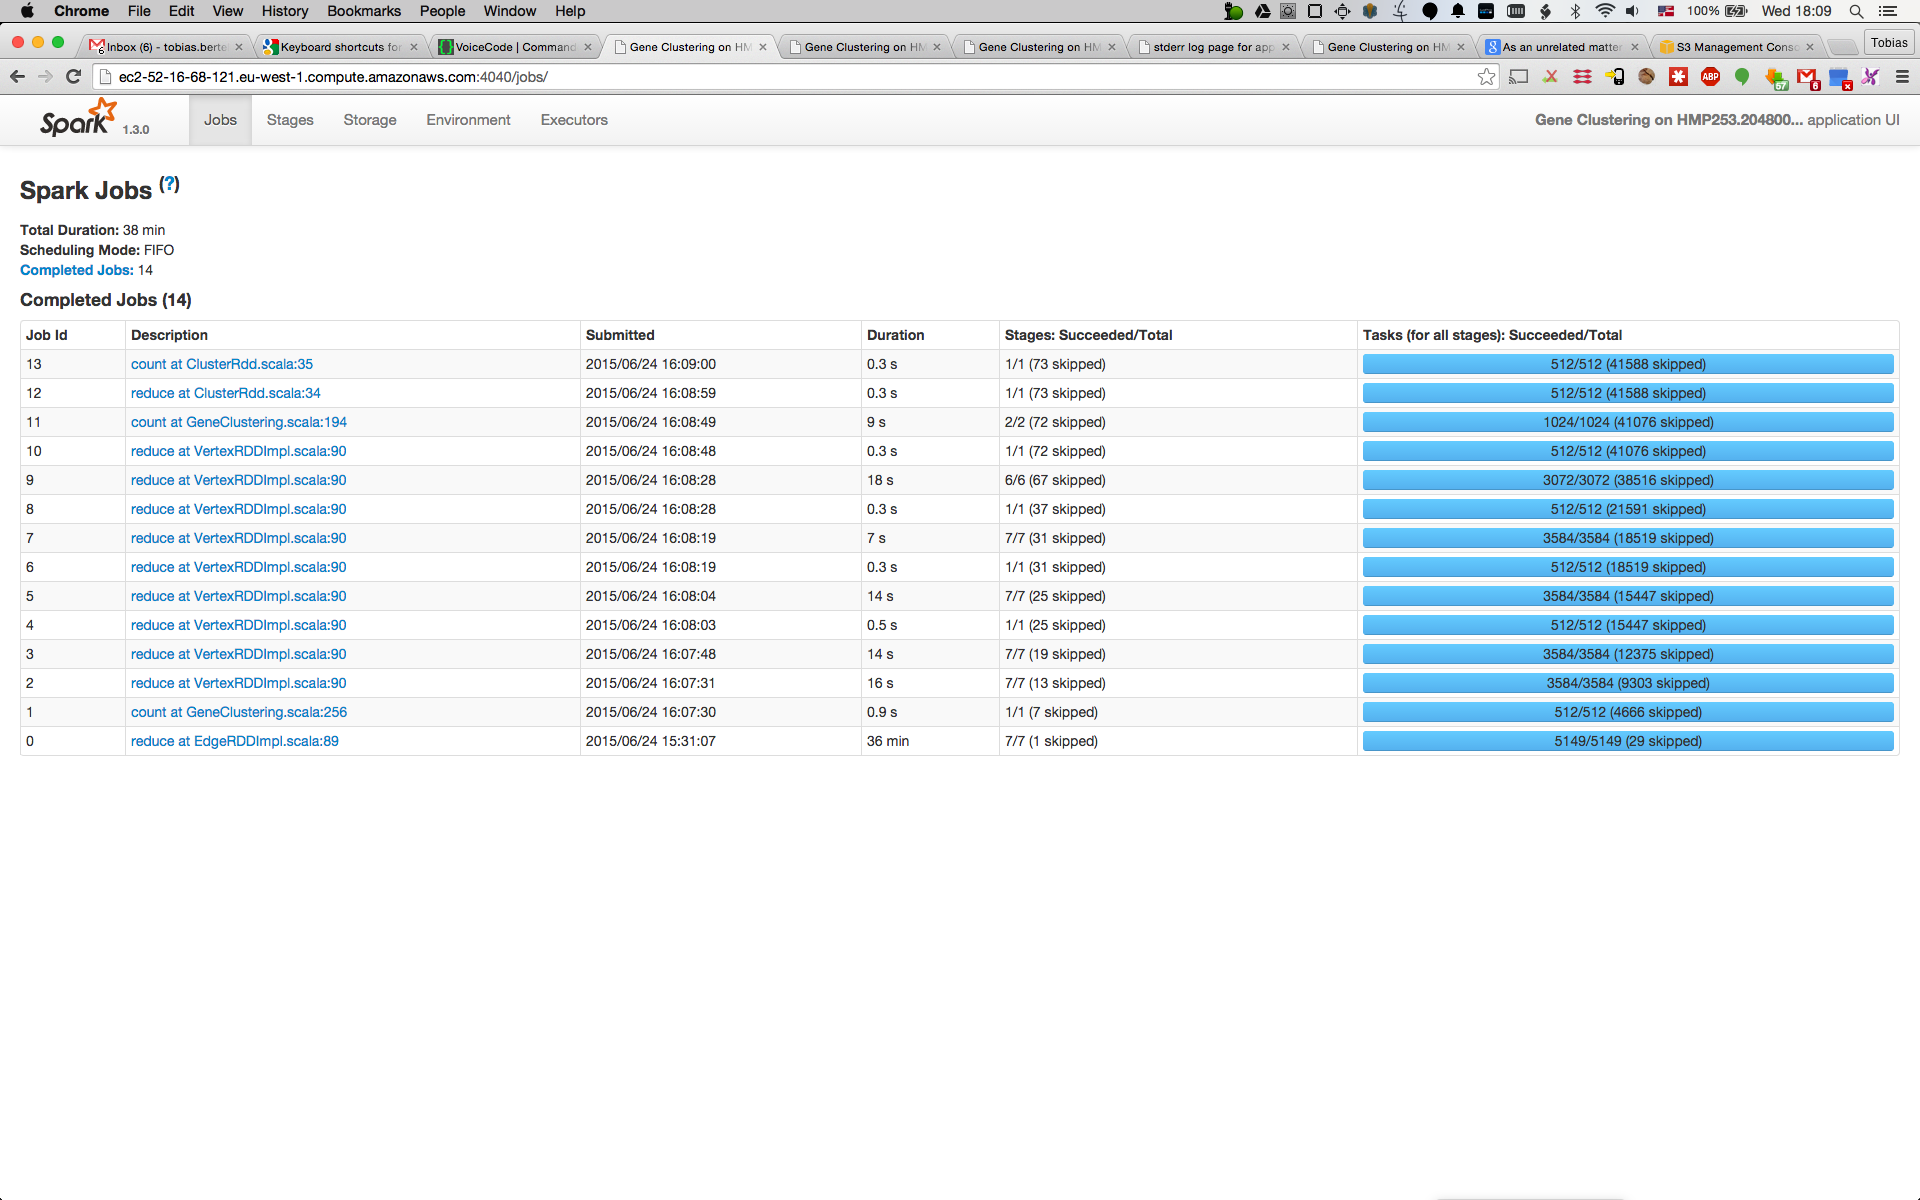 Chrome File Edit View History Bookmarks People Window Help 100% Wed 18:09
Inbox (6) - tobias.berte Keyboard shortcuts for VoiceCode | Command Gene Clustering on HM Gene Clustering on HM Gene Clustering on HM stderr log page for app Gene Clustering on HM As an unrelated matter S3 Management Conso Tobias
ec2-52-16-68-121.eu-west-1.compute.amazonaws.com:4040/jobs/ ABP 67 6 x
Spark 1.3.0 Jobs Stages Storage Environment Executors Gene Clustering on HMP253.204800... application UI
Spark Jobs (?)
Total Duration: 38 min
Scheduling Mode: FIFO
Completed Jobs: 14
Completed Jobs (14)
Job Id Description Submitted Duration Stages: Succeeded/Total Tasks (for all stages): Succeeded/Total
13 count at ClusterRdd.scala:35 2015/06/24 16:09:00 0.3 s 1/1 (73 skipped) 512/512 (41588 skipped)
12 reduce at ClusterRdd.scala:34 2015/06/24 16:08:59 0.3 s 1/1 (73 skipped) 512/512 (41588 skipped)
11 count at GeneClustering.scala:194 2015/06/24 16:08:49 9 s 2/2 (72 skipped) 1024/1024 (41076 skipped)
10 reduce at VertexRDDImpl.scala:90 2015/06/24 16:08:48 0.3 s 1/1 (72 skipped) 512/512 (41076 skipped)
9 reduce at VertexRDDImpl.scala:90 2015/06/24 16:08:28 18 s 6/6 (67 skipped) 3072/3072 (38516 skipped)
8 reduce at VertexRDDImpl.scala:90 2015/06/24 16:08:28 0.3 s 1/1 (37 skipped) 512/512 (21591 skipped)
7 reduce at VertexRDDImpl.scala:90 2015/06/24 16:08:19 7 s 7/7 (31 skipped) 3584/3584 (18519 skipped)
6 reduce at VertexRDDImpl.scala:90 2015/06/24 16:08:19 0.3 s 1/1 (31 skipped) 512/512 (18519 skipped)
5 reduce at VertexRDDImpl.scala:90 2015/06/24 16:08:04 14 s 7/7 (25 skipped) 3584/3584 (15447 skipped)
4 reduce at VertexRDDImpl.scala:90 2015/06/24 16:08:03 0.5 s 1/1 (25 skipped) 512/512 (15447 skipped)
3 reduce at VertexRDDImpl.scala:90 2015/06/24 16:07:48 14 s 7/7 (19 skipped) 3584/3584 (12375 skipped)
2 reduce at VertexRDDImpl.scala:90 2015/06/24 16:07:31 16 s 7/7 (13 skipped) 3584/3584 (9303 skipped)
1 count at GeneClustering.scala:256 2015/06/24 16:07:30 0.9 s 1/1 (7 skipped) 512/512 (4666 skipped)
0 reduce at EdgeRDDImpl.scala:89 2015/06/24 15:31:07 36 min 7/7 (1 skipped) 5149/5149 (29 skipped)